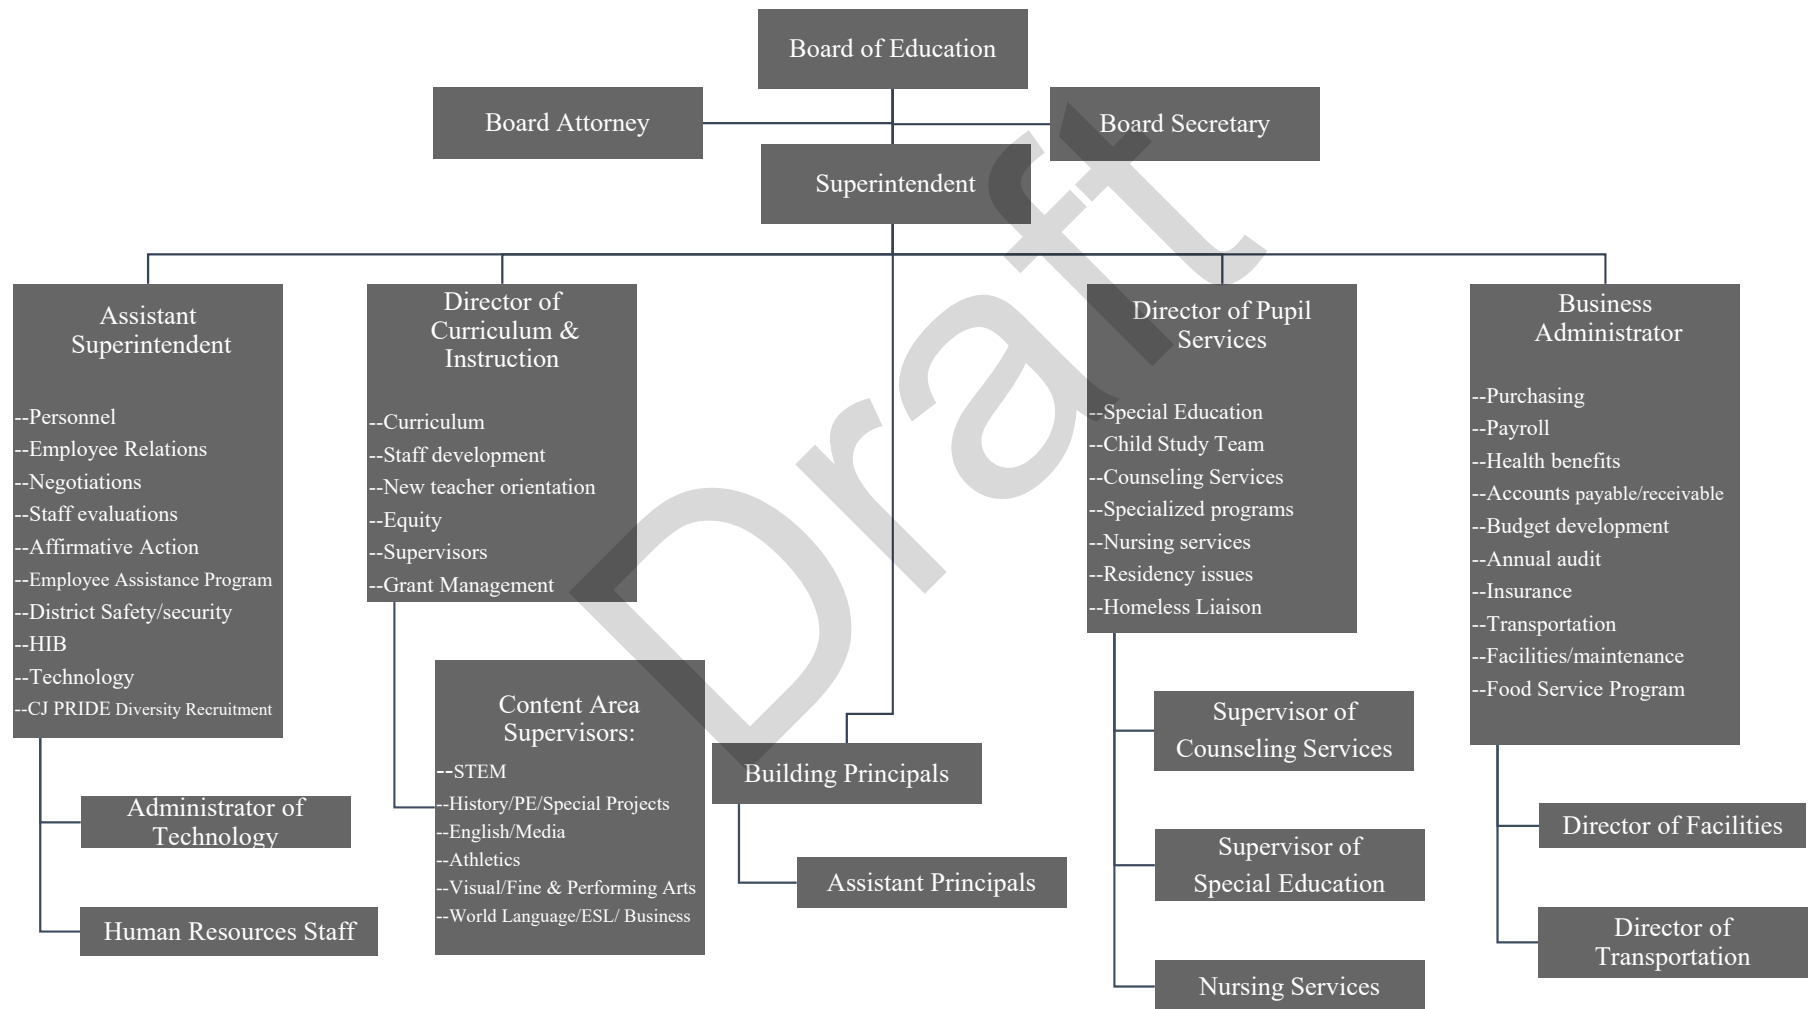 Board of Education
Board Attorney
Board Secretary
Superintendent
Assistant
Superintendent
--Personnel
--Employee Relations
--Negotiations
--Staff evaluations
--Affirmative Action
--Employee Assistance Program
--District Safety/security
--HIB
--Technology
--CJ PRIDE Diversity Recruitment
Administrator of
Technology
Human Resources Staff
Director of
Curriculum &
Instruction
--Curriculum
--Staff development
--New teacher orientation
--Equity
--Supervisors
--Grant Management
Content Area
Supervisors:
--STEM
--History/PE/Special Projects
--English/Media
--Athletics
--Visual/Fine & Performing Arts
--World Language/ESL/ Business
Building Principals
Assistant Principals
Director of Pupil
Services
--Special Education
--Child Study Team
--Counseling Services
--Specialized programs
--Nursing services
--Residency issues
--Homeless Liaison
Supervisor of
Counseling Services
Supervisor of
Special Education
Nursing Services
Business
Administrator
--Purchasing
--Payroll
--Health benefits
--Accounts payable/receivable
--Budget development
--Annual audit
--Insurance
--Transportation
--Facilities/maintenance
--Food Service Program
Director of Facilities
Director of
Transportation
Draft